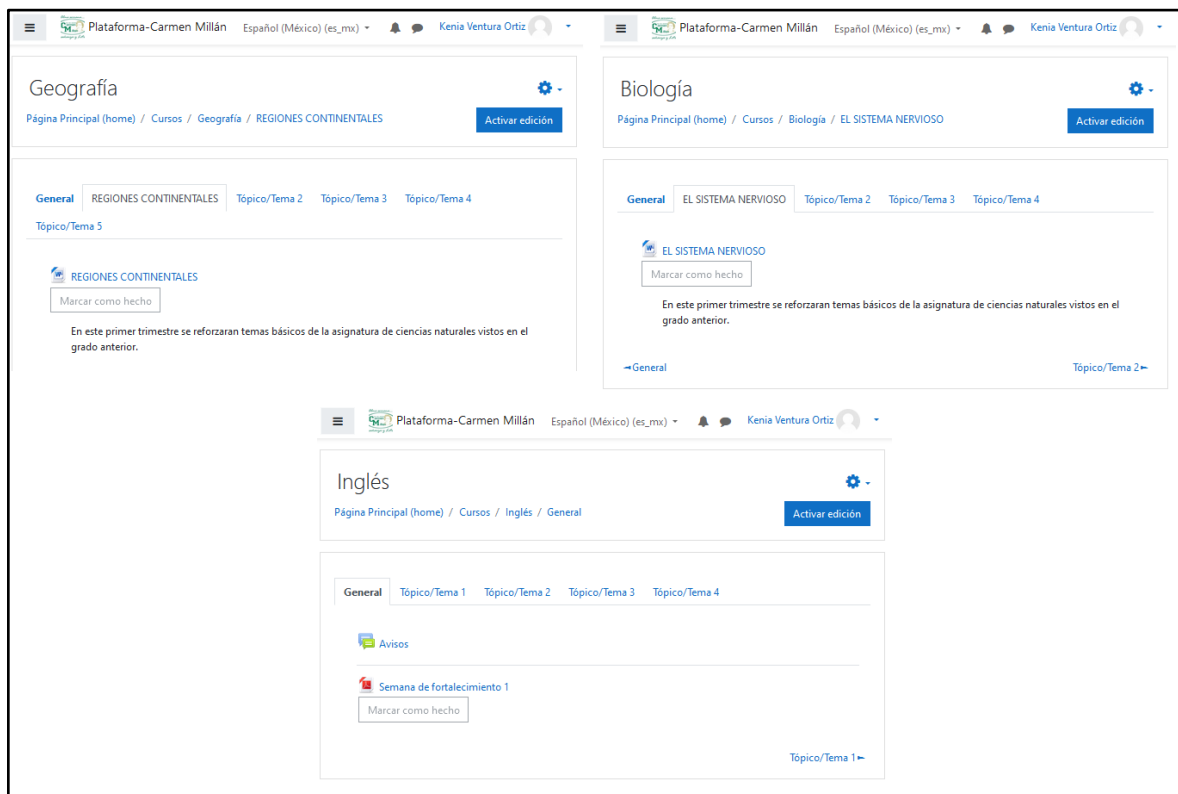 Plataforma-Carmen Millán Español (México) (es_mx) Kenia Ventura Ortiz
Geografía
Página Principal (home) / Cursos / Geografía / REGIONES CONTINENTALES
Activar edición
General REGIONES CONTINENTALES Tópico/Tema 2 Tópico/Tema 3 Tópico/Tema 4
Tópico/Tema 5
REGIONES CONTINENTALES
Marcar como hecho
En este primer trimestre se reforzaran temas básicos de la asignatura de ciencias naturales vistos en el
grado anterior.
Plataforma-Carmen Millán Español (México) (es_mx) Kenia Ventura Ortiz
Biología
Página Principal (home) / Cursos / Biología / EL SISTEMA NERVIOSO
Activar edición
General EL SISTEMA NERVIOSO Tópico/Tema 2 Tópico/Tema 3 Tópico/Tema 4
EL SISTEMA NERVIOSO
Marcar como hecho
En este primer trimestre se reforzaran temas básicos de la asignatura de ciencias naturales vistos en el
grado anterior.
◄General Tópico/Tema 2►
Plataforma-Carmen Millán Español (México) (es_mx) Kenia Ventura Ortiz
Inglés
Página Principal (home) / Cursos / Inglés / General
Activar edición
General Tópico/Tema 1 Tópico/Tema 2 Tópico/Tema 3 Tópico/Tema 4
Avisos
Semana de fortalecimiento 1
Marcar como hecho
Tópico/Tema 1►